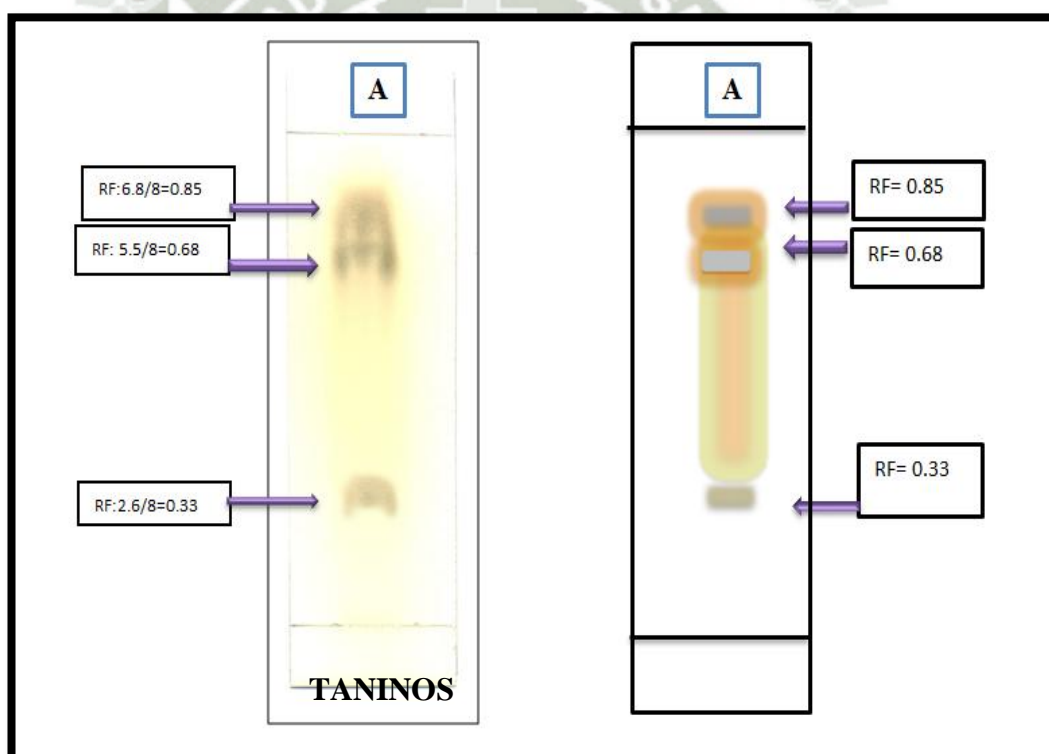 A
RF:6.8/8=0.85
RF: 5.5/8=0.68
RF:2.6/8=0.33
TANINOS
A
RF= 0.85
RF= 0.68
RF= 0.33